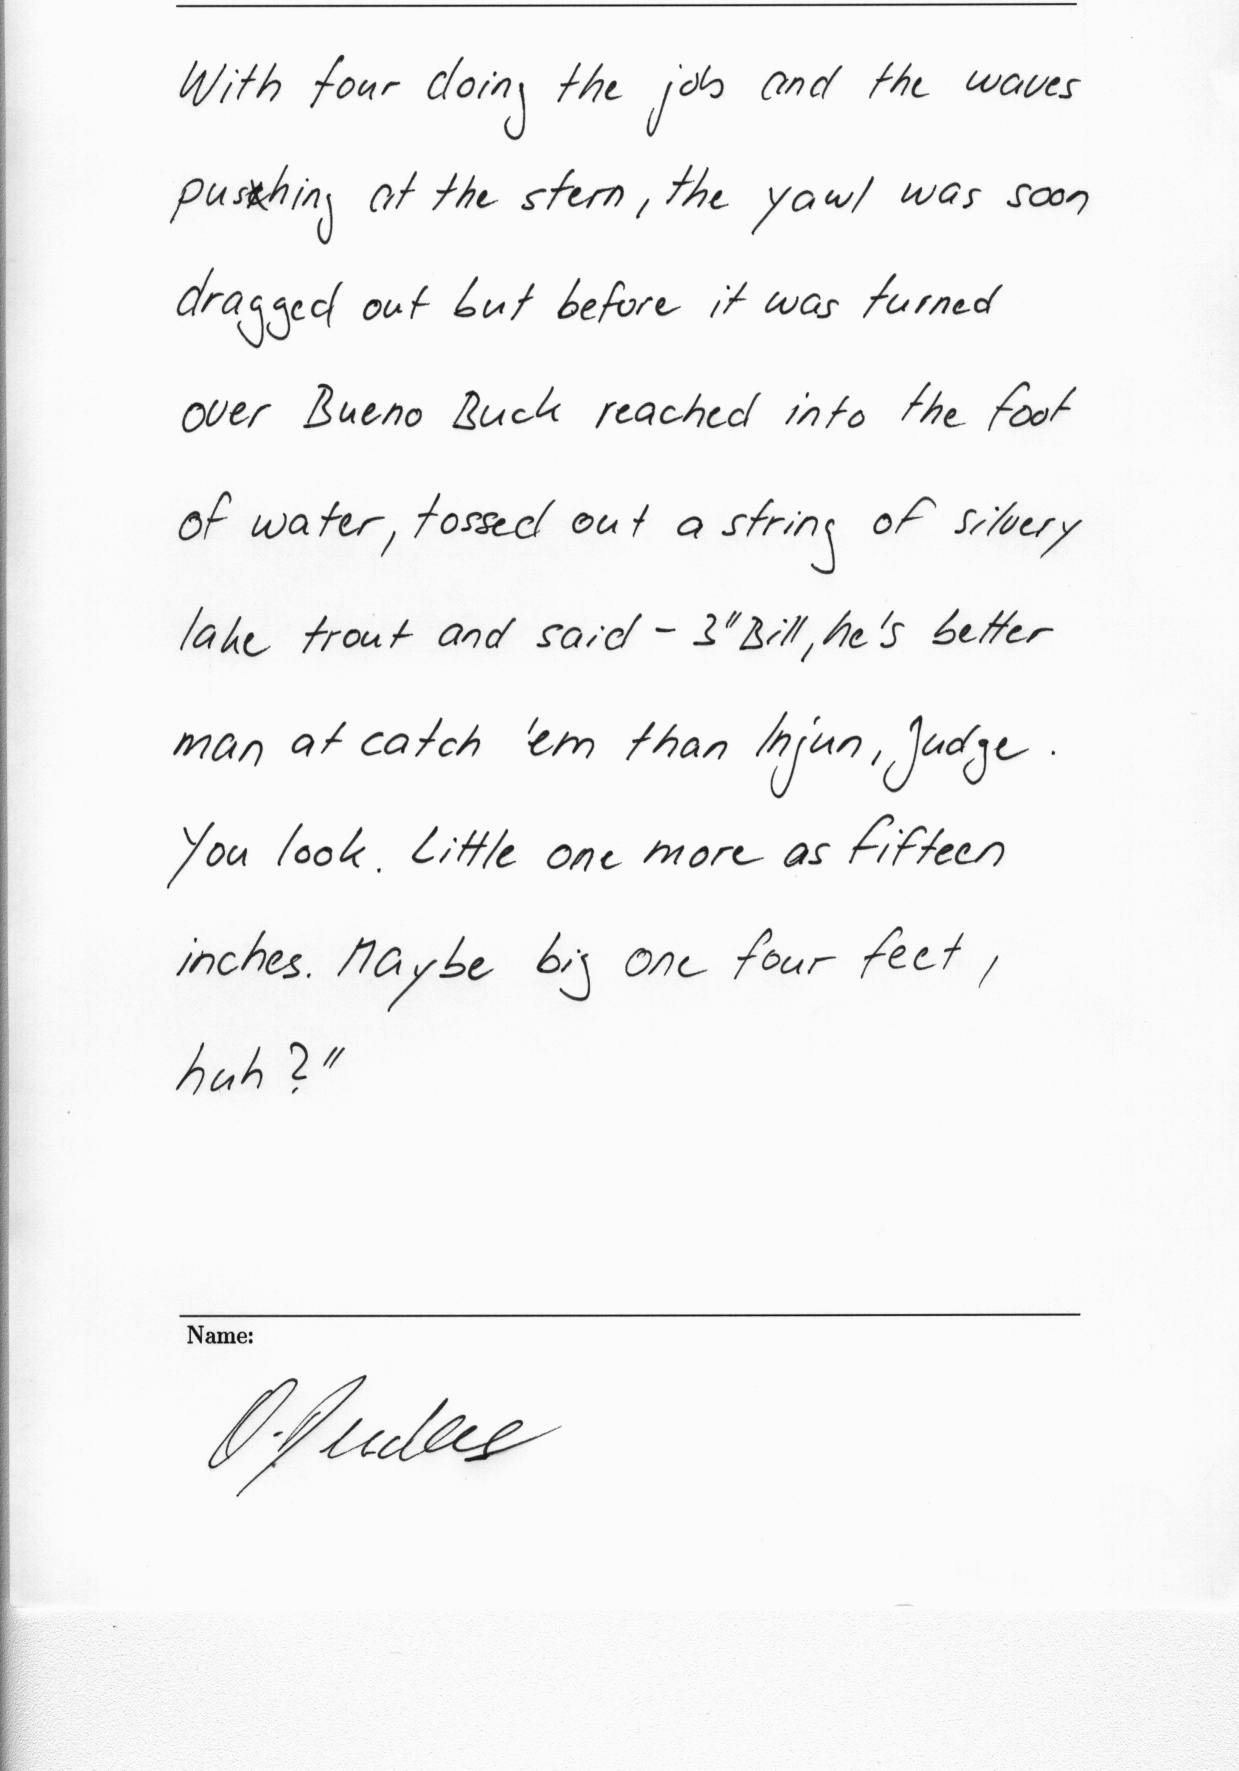 With four doing the job and the waves
pushing at the stern, the yawl was soon
dragged out but before it was turned
over Bueno Buck reached into the foot
of water, tossed out a string of silvery
lake trout and said - 3"Bill, he's better
man at catch 'em than Injun, Judge.
You look. Little one more as fifteen
inches. Maybe big one four feet,
huh?"
Name: